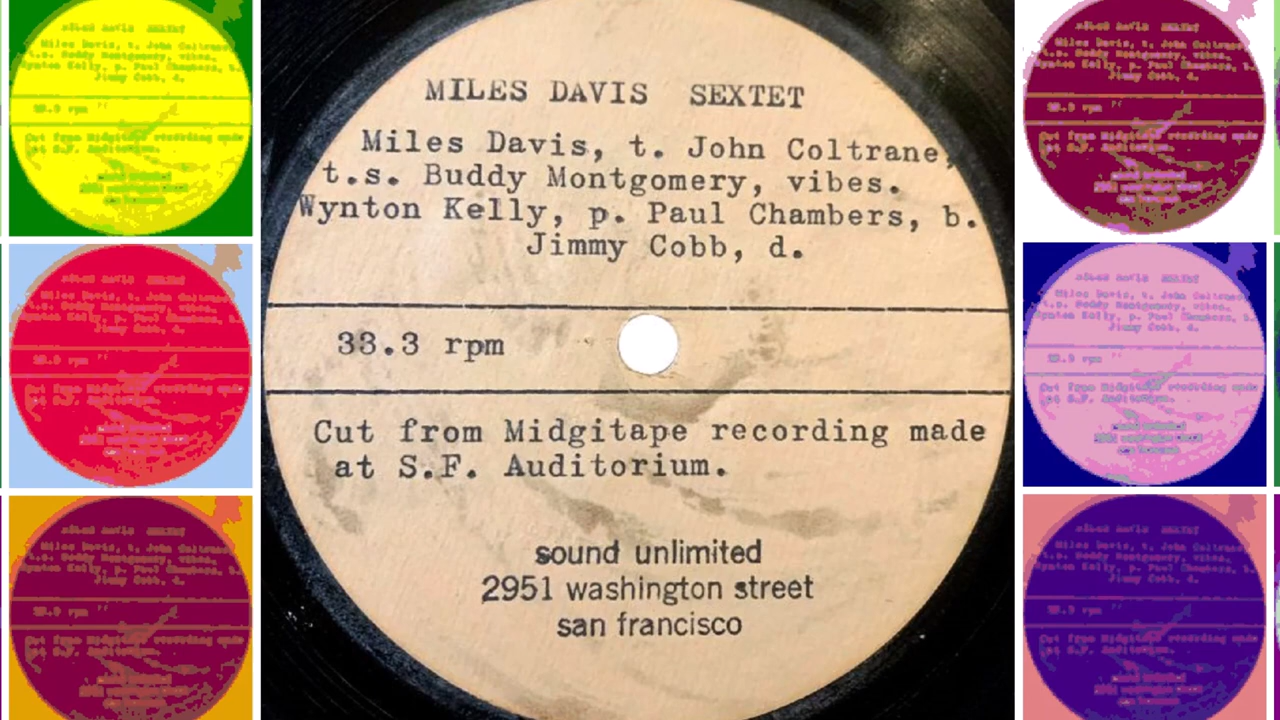 MILES DAVIS SEXTET
Miles Davis, t. John Coltrane,
t.s. Buddy Montgomery, vibes.
Wynton Kelly, p. Paul Chambers, b.
Jimmy Cobb, d.
33.3 rpm
Cut from Midgitape recording made
at S.F. Auditorium.
sound unlimited
2951 washington street
san francisco